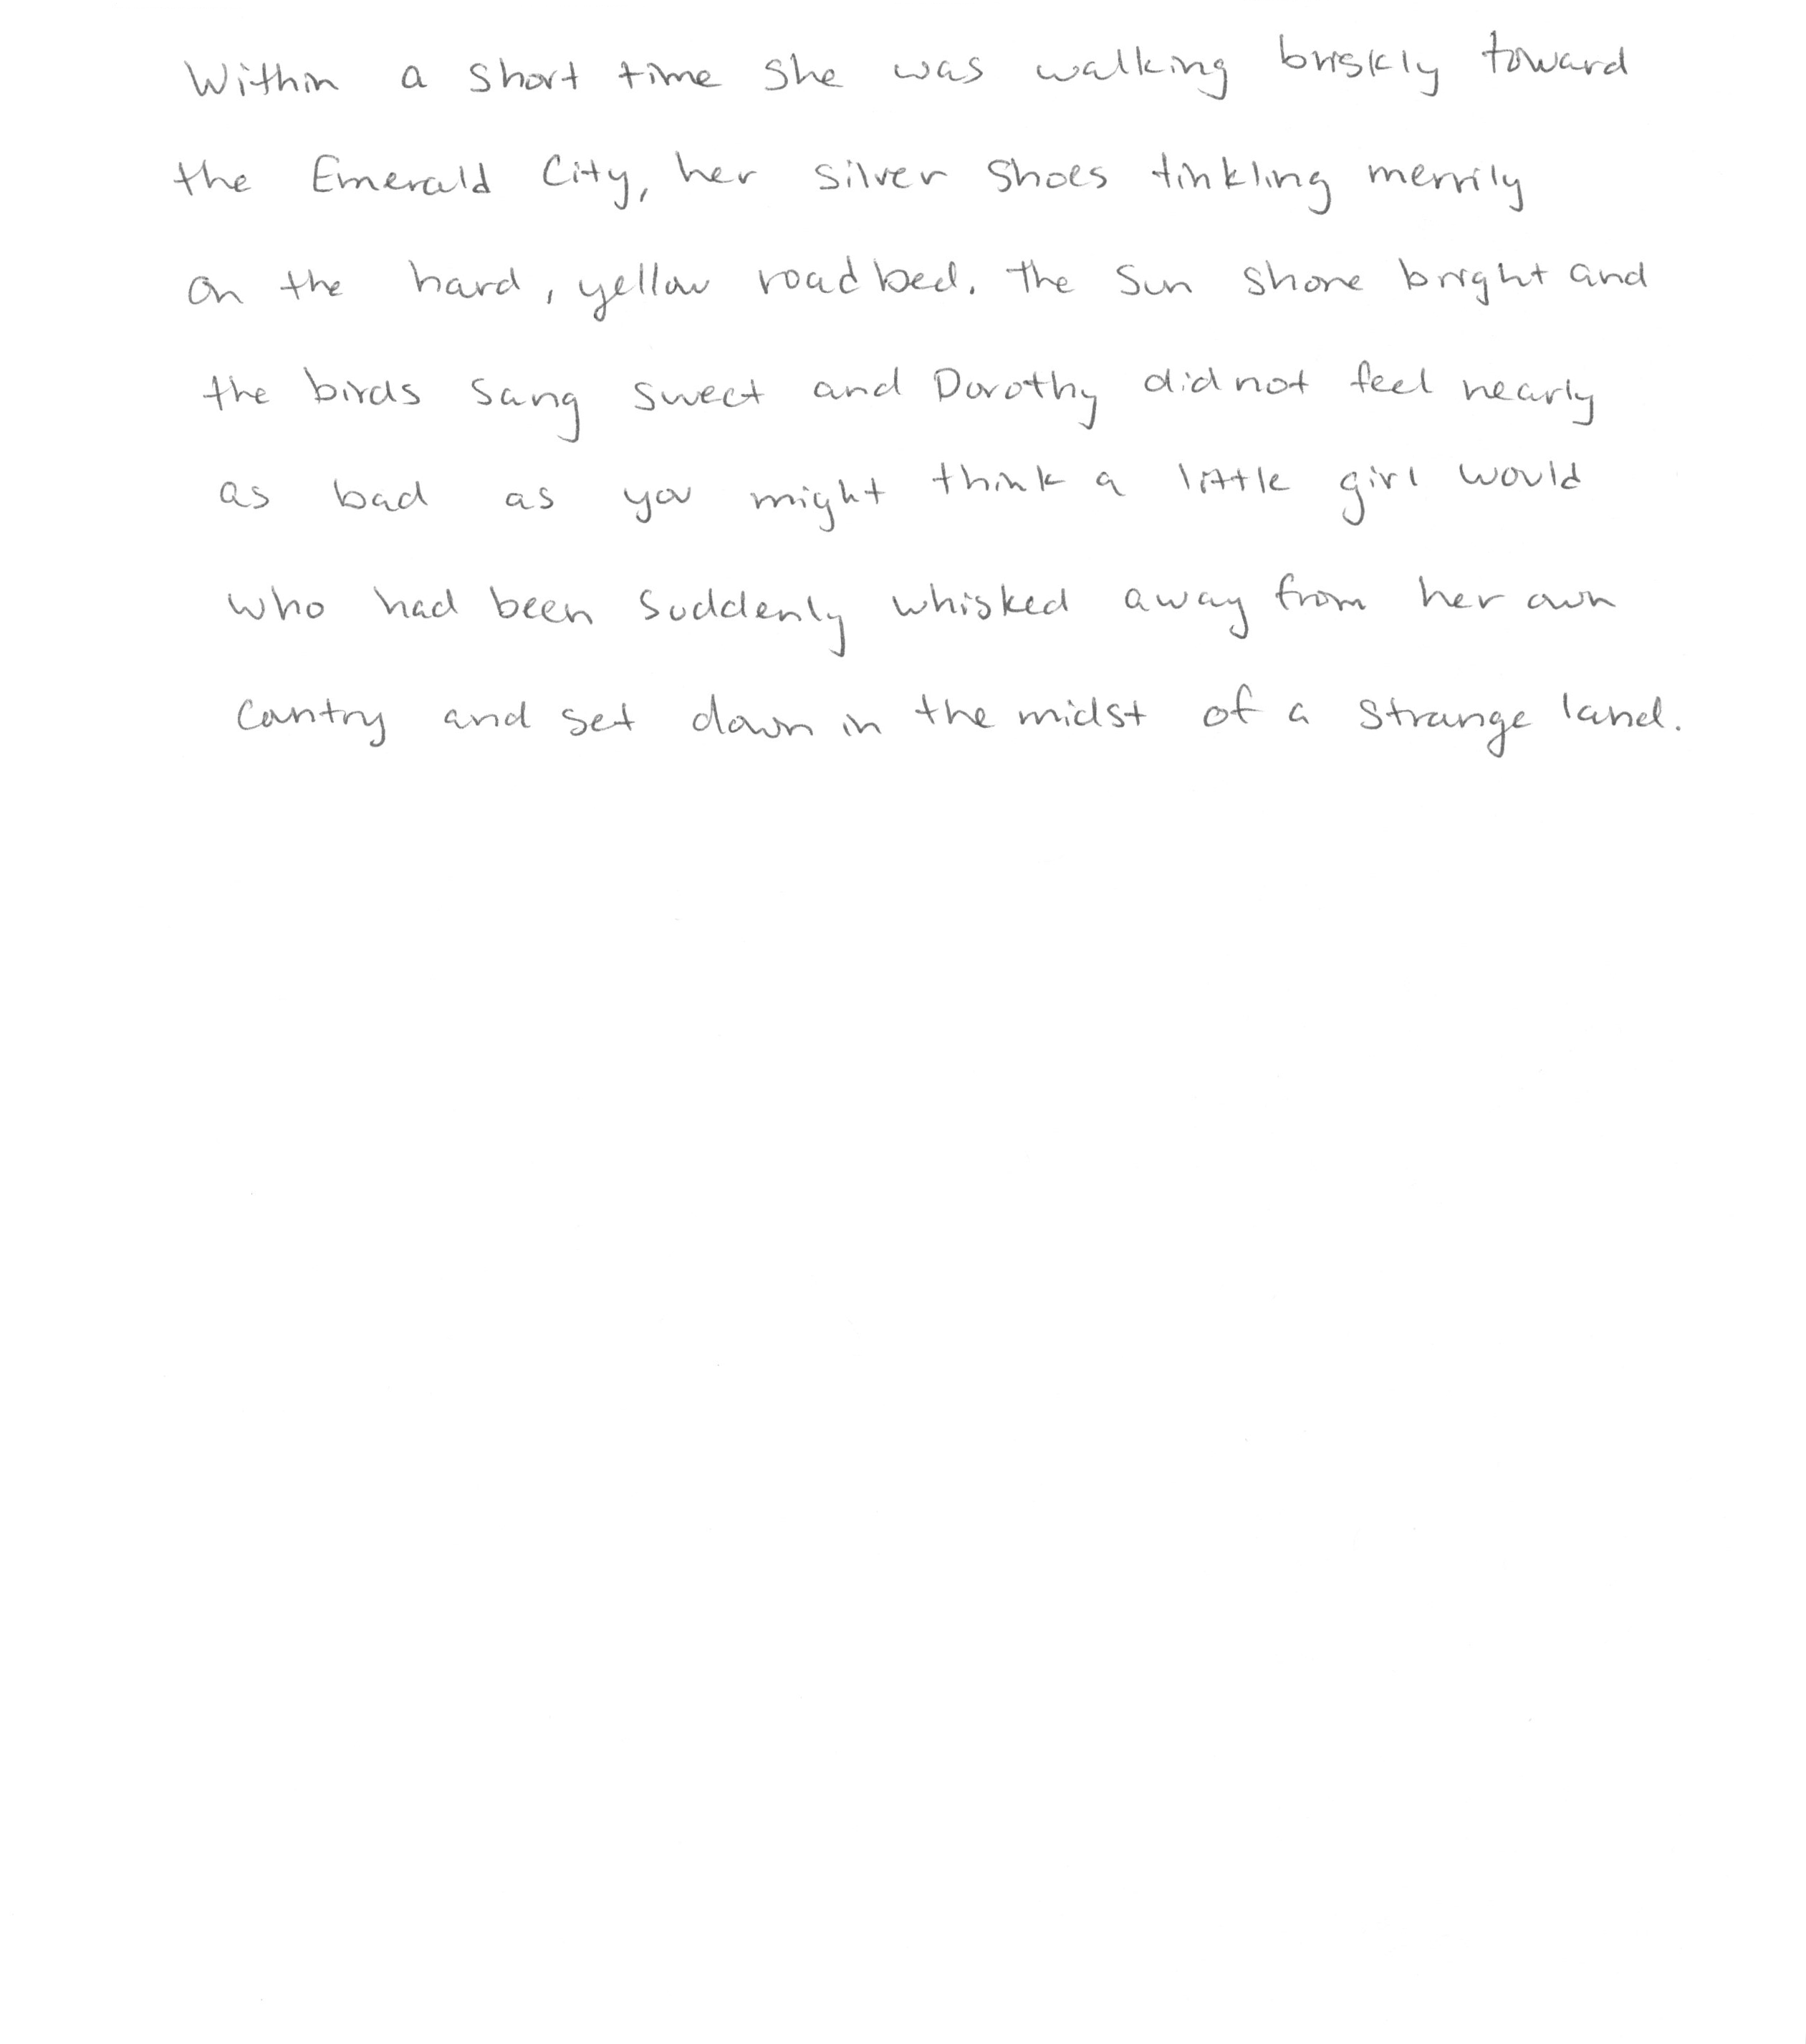 Within a short time she was walking briskly toward
the Emerald City, her silver shoes tinkling merrily
on the hard, yellow roadbed. The sun shone bright and
the birds sang sweet and Dorothy did not feel nearly
as bad as you might think a little girl would
who had been suddenly whisked away from her own
country and set down in the midst of a strange land.